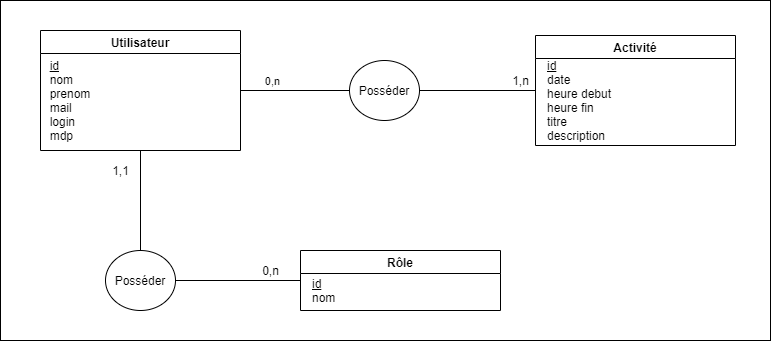 Utilisateur
id
nom
prenom
mail
login
mdp
0,n
Posséder
1,n
Activité
id
date
heure debut
heure fin
titre
description
1,1
Posséder
0,n
Rôle
id
nom